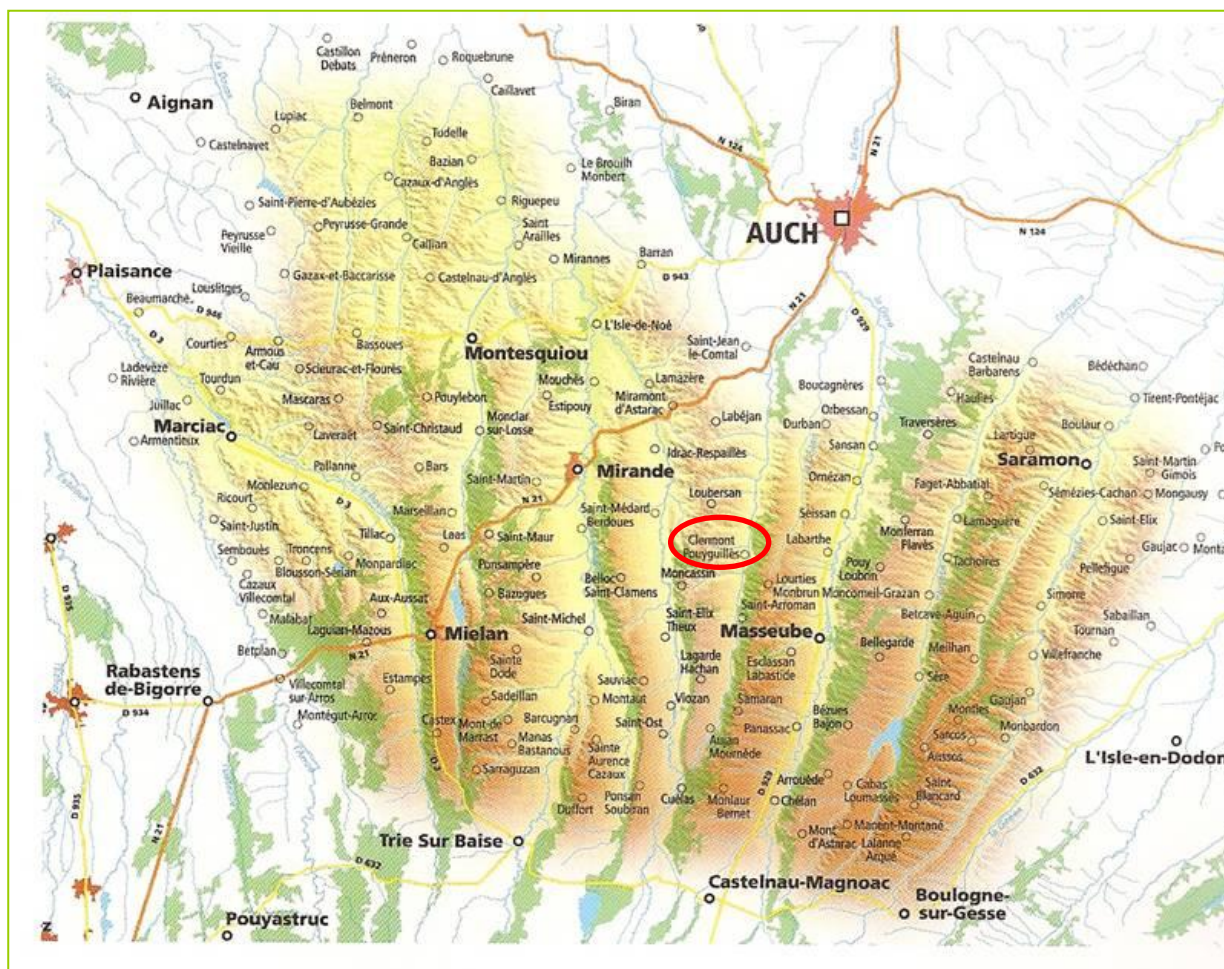 Castillon
Debats
Préneron
Roquebrune
Caillavet
Aignan
Belmont
Biran
Lupiac
Castelnavet
Tudelle
Bazian
Le Brouilh
Monbert
Cazaux-d'Anglès
N 124
N 21
Saint-Pierre-d'Aubézies
Riguepeu
Peyrusse-Grande
Saint
Arailles
Peyrusse
Vieille
Callian
AUCH
N 124
Barran
Mirannes
Plaisance
Gazax-et-Baccarisse
Castelnau-d'Anglès
D 943
Louslitges
Beaumarché
D 946
N 21
D 929
D 3
L'Isle-de-Noé
Courties
Armous
et-Cau
Bassoues
Montesquiou
Saint-Jean
le-Comtal
Ladevèze
Rivière
Scieurac-et-Flourès
Castelnau
Barbarens
Bédéchan
Tourdun
Mouchès
Lamazère
Boucagnères
Juillac
Mascaras
Pouylebon
Estipouy
Miramont
d'Astarac
Haulies
Tirent-Pontéjac
Marciac
Laveraët
Saint-Christaud
Monclar
sur-Losse
Labéjan
Durban
Orbessan
Traversères
Boulaur
Armentieux
Sansan
Lartigue
Idrac-Respaillès
Pallanne
Bars
Mirande
Saramon
Saint-Martin
Gimois
Monlezun
Saint-Martin
Ornézan
Ricourt
D 3
N 21
Loubersan
Faget-Abbatial
Sémézies-Cachan
Mongausy
Marseillan
Saint-Médard
Berdoues
Seissan
Saint-Justin
Tillac
Lamaguère
Saint-Elix
Laas
Saint-Maur
Clermont
Pouyguillès
Labarthe
Monferran
Plavès
Sembouès
Troncens
Monpardiac
Gaujac
Blousson-Sérian
Ponsampère
Moncassin
Pouy
Loubrin
Tachoires
Pellefigue
Cazaux
Villecomtal
Belloc
Saint-Clamens
Lourties
Monbrun
Moncorneil-Grazan
Aux-Aussat
Bazugues
Simorre
Malabat
Saint-Arroman
Betcave-Aguin
Sabaillan
D 935
Laguian-Mazous
Mielan
Saint-Michel
Saint-Elix
Theux
Masseube
Tournan
Betplan
N 21
Bellegarde
Meilhan
Villefranche
Rabastens
de-Bigorre
Sainte
Dode
Lagarde
Hachan
Esclassan
Labastide
Villecomtal
sur-Arros
Estampes
Sauviac
Sère
D 934
Sadeillan
Montaut
Viozan
Samaran
Gaujan
Montégut-Arros
Castex
Mont-de
Marrast
Barcugnan
Saint-Ost
Bézues
Bajon
Monties
Monbardon
Panassac
Manas
Bastanous
Sainte
Aurence
Cazaux
Aujan
Mournède
Sarcos
Aussos
L'Isle-en-Dodon
D 3
Sarraguzan
Arrouède
D 632
D 935
Duffort
Ponsan
Soubiran
Cuélas
Monlaur
Bernet
D 929
Chélan
Cabas
Loumassès
Saint
Blancard
N 21
Mont
d'Astarac
Manent-Montané
Lalanne
Arqué
Trie Sur Baise
D 632
Castelnau-Magnoac
Boulogne-
sur-Gesse
Pouyastruc